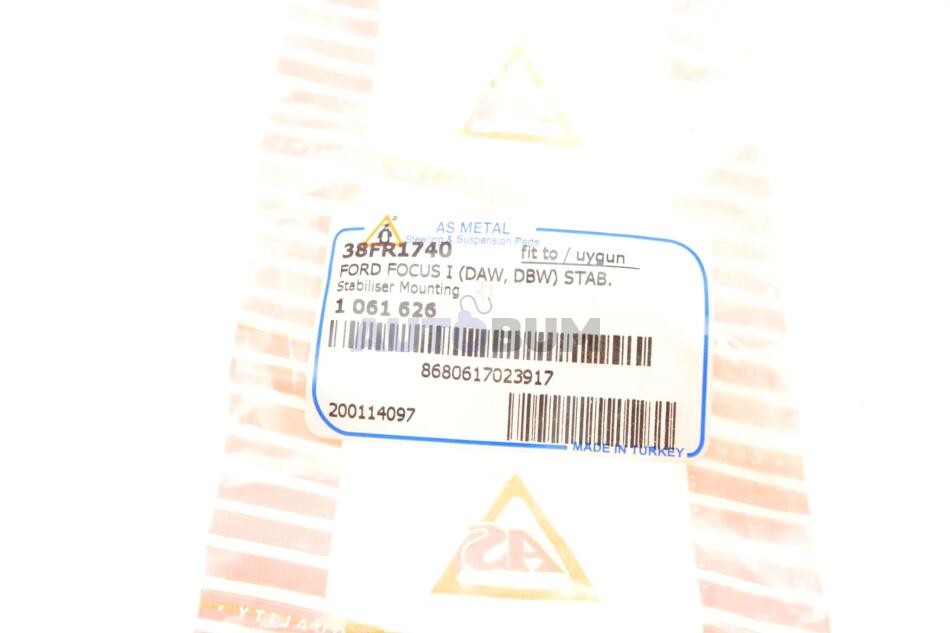 AS METAL
Steering & Suspension Parts
38FR1740
fit to / uygun
FORD FOCUS I (DAW, DBW) STAB.
Stabiliser Mounting
1 061 626
AUTOBUM
8680617023917
200114097
MADE IN TURKEY
AS